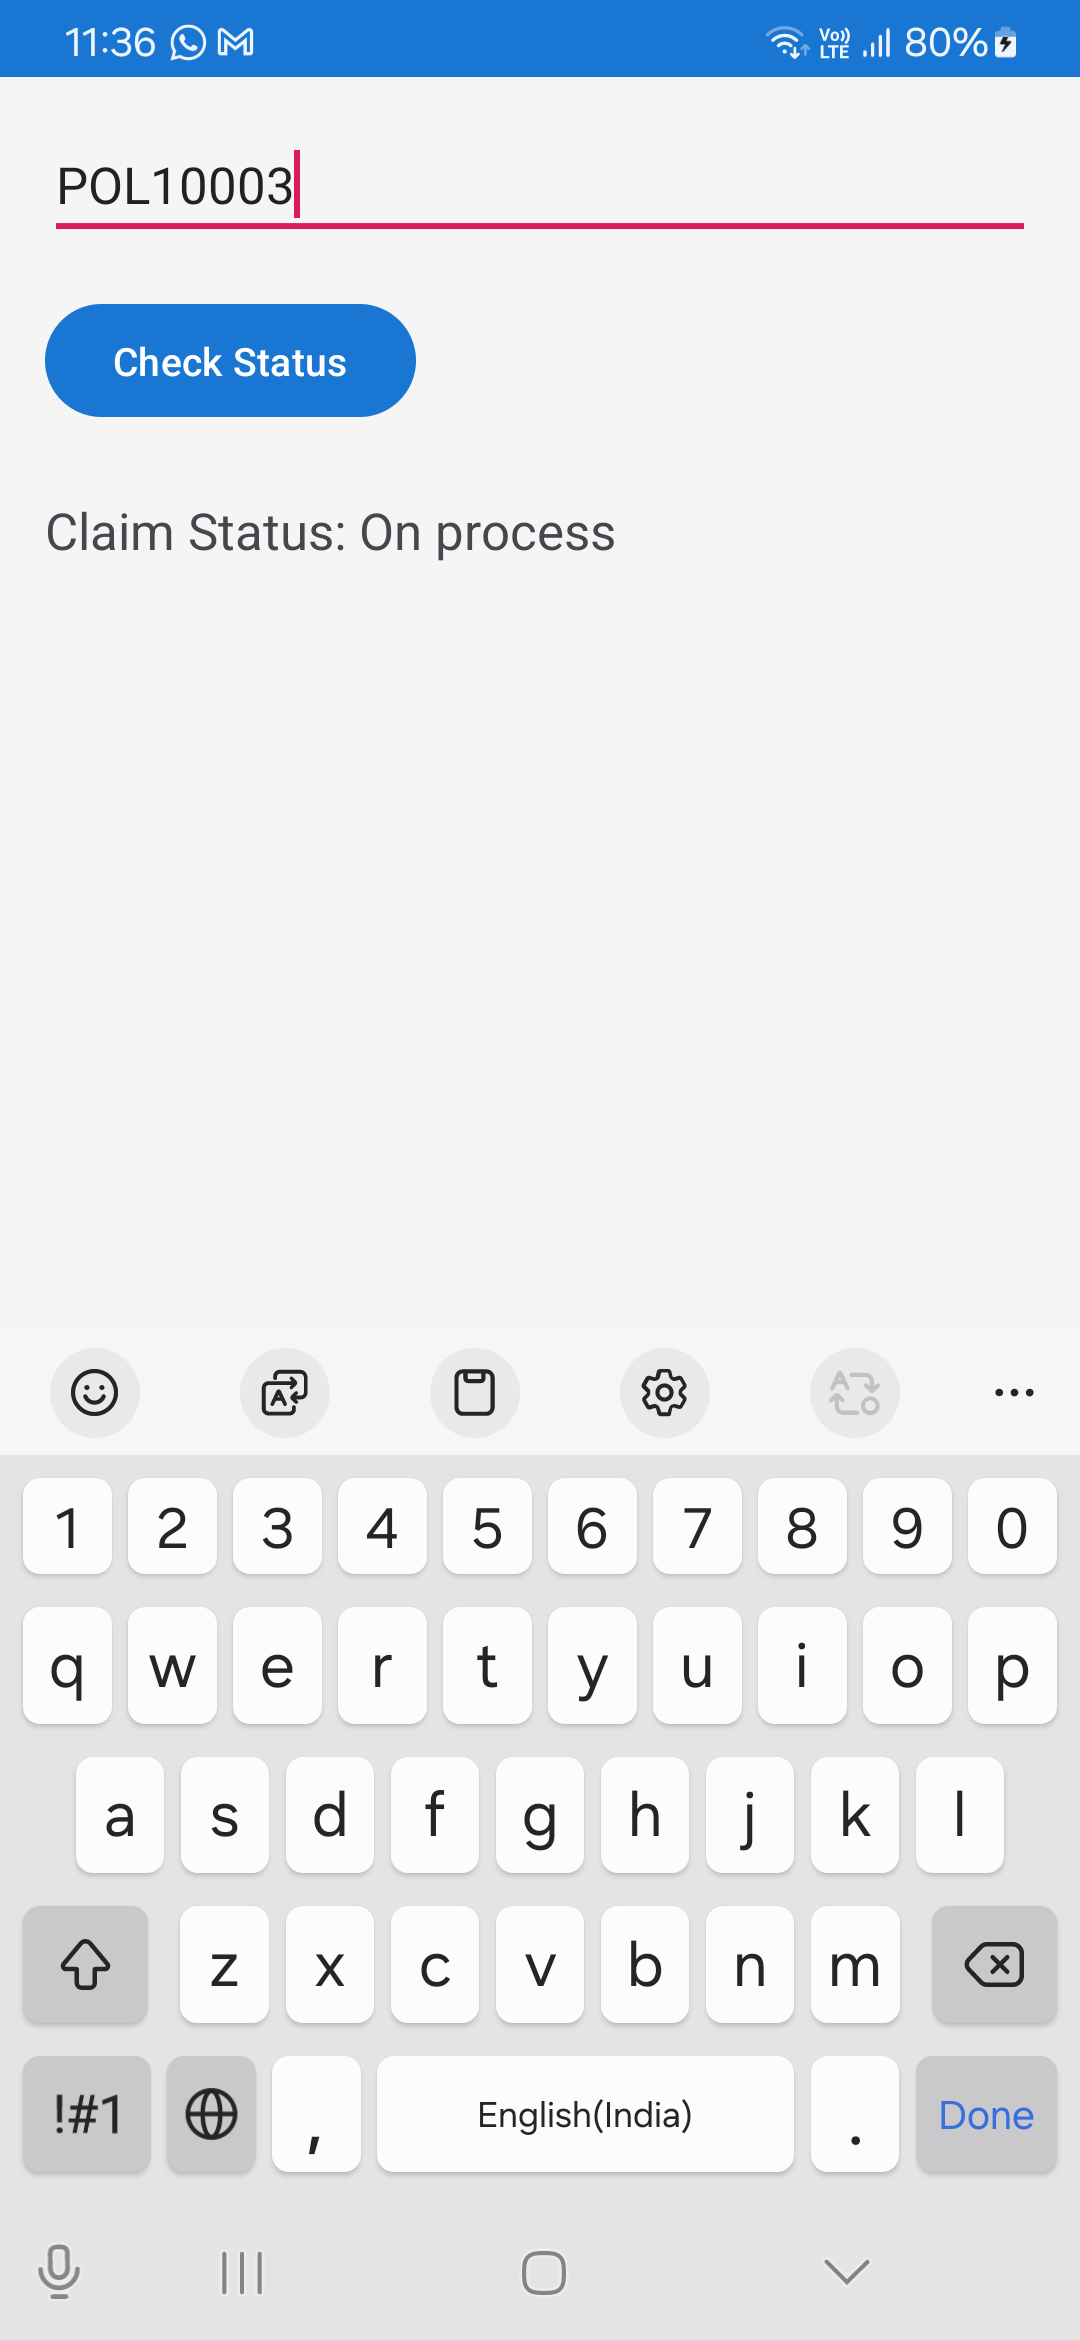 11:36 Vo)) LTE 80%
POL10003
Check Status
Claim Status: On process
A A
1 2 3 4 5 6 7 8 9 0
q w e r t y u i o p
a s d f g h j k l
z x c v b n m
!#1 , English(India) . Done